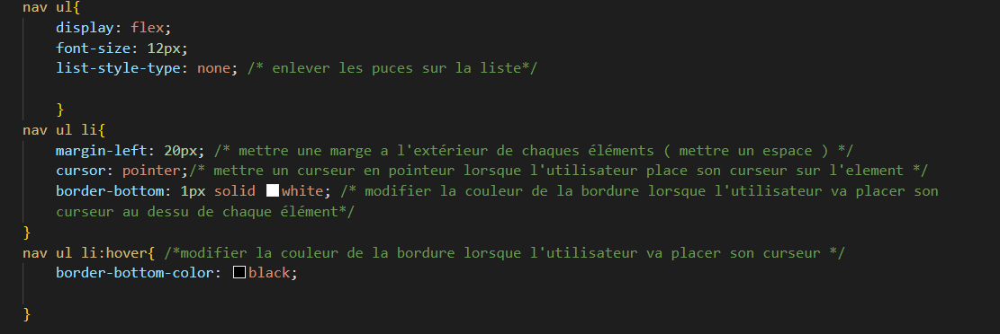 nav ul{
display: flex;
font-size: 12px;
list-style-type: none; /* enlever les puces sur la liste*/
}
nav ul li{
margin-left: 20px; /* mettre une marge a l'extérieur de chaques éléments ( mettre un espace ) */
cursor: pointer;/* mettre un curseur en pointeur lorsque l'utilisateur place son curseur sur l'element */
border-bottom: 1px solid white; /* modifier la couleur de la bordure lorsque l'utilisateur va placer son
curseur au dessu de chaque élément*/
}
nav ul li:hover{ /*modifier la couleur de la bordure lorsque l'utilisateur va placer son curseur */
border-bottom-color: black;
}